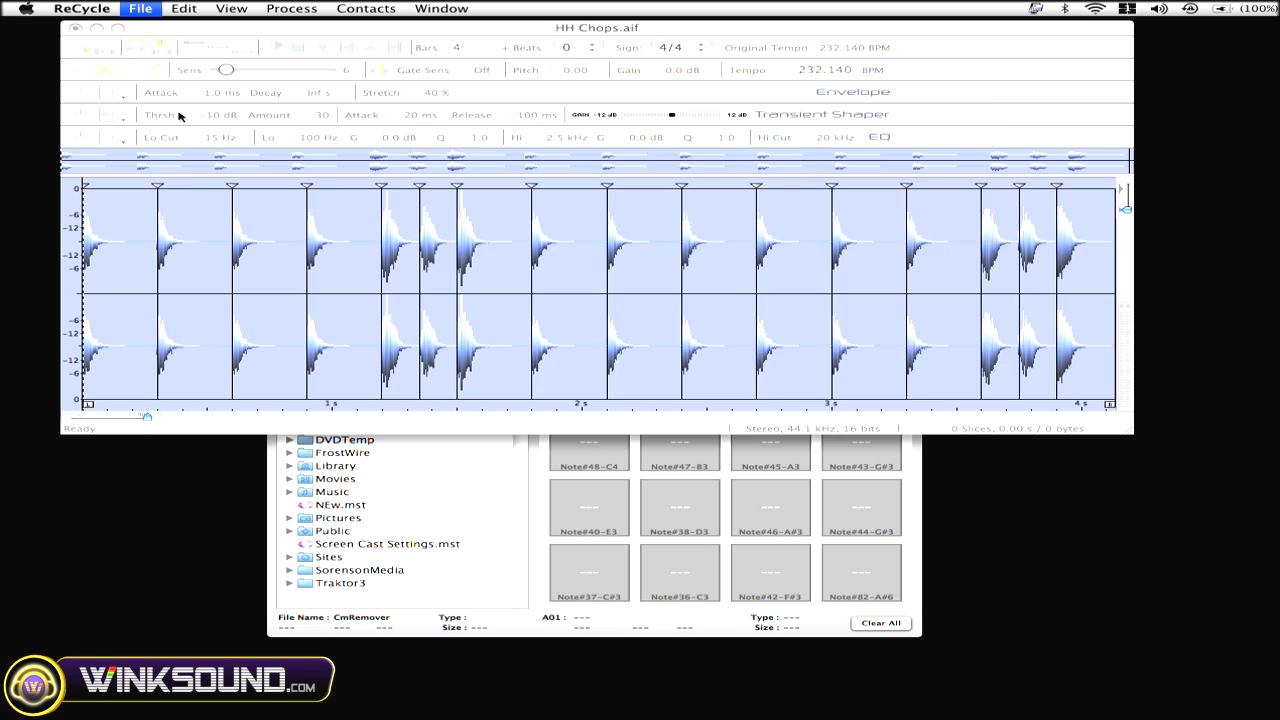 ReCycle File Edit View Process Contacts Window (100%)
HH Chops.aif
Bars 4 + Beats 0 Sign: 4/4 Original Tempo 232.140 BPM
Sens 6 Gate Sens Off Pitch 0.00 Gain 0.0 dB Tempo 232.140 BPM
Attack 1.0 ms Decay Inf s Stretch 40 % Envelope
Thrsh -10 dB Amount 30 Attack 20 ms Release 100 ms GAIN -12 dB 12 dB Transient Shaper
Lo Cut 15 Hz Lo 100 Hz G 0.0 dB Q 1.0 Hi 2.5 kHz G 0.0 dB Q 1.0 Hi Cut 20 kHz EQ
0
-6
-12
-12
-6
-6
-12
-12
-6
0
L 1 s 2 s 3 s 4 s
Ready Stereo, 44.1 kHz, 16 bits 0 Slices, 0.00 s / 0 bytes
DVDTemp
FrostWire
Library
Movies
Music
NEw.mst
Pictures
Public
Screen Cast Settings.mst
Sites
SorensonMedia
Traktor3
--- --- --- ---
Note#48-C4 Note#47-B3 Note#45-A3 Note#43-G#3
--- --- --- ---
Note#40-E3 Note#38-D3 Note#46-A#3 Note#44-G#3
--- --- --- ---
Note#37-C#3 Note#36-C3 Note#42-F#3 Note#82-A#6
File Name : CmRemover Type : A01 : --- Type : ---
--- --- --- Size : --- --- --- --- Size : ---
Clear All
WINKSOUND.COM